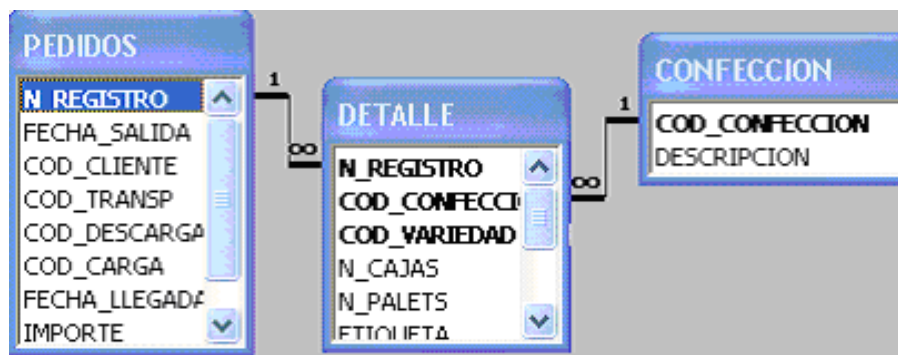 PEDIDOS
N_REGISTRO
FECHA_SALIDA
COD_CLIENTE
COD_TRANSP
COD_DESCARGA
COD_CARGA
FECHA_LLEGADA
IMPORTE
1
∞
DETALLE
N_REGISTRO
COD_CONFECCI
COD_VARIEDAD
N_CAJAS
N_PALETS
ETIQUETA
∞
1
CONFECCION
COD_CONFECCION
DESCRIPCION